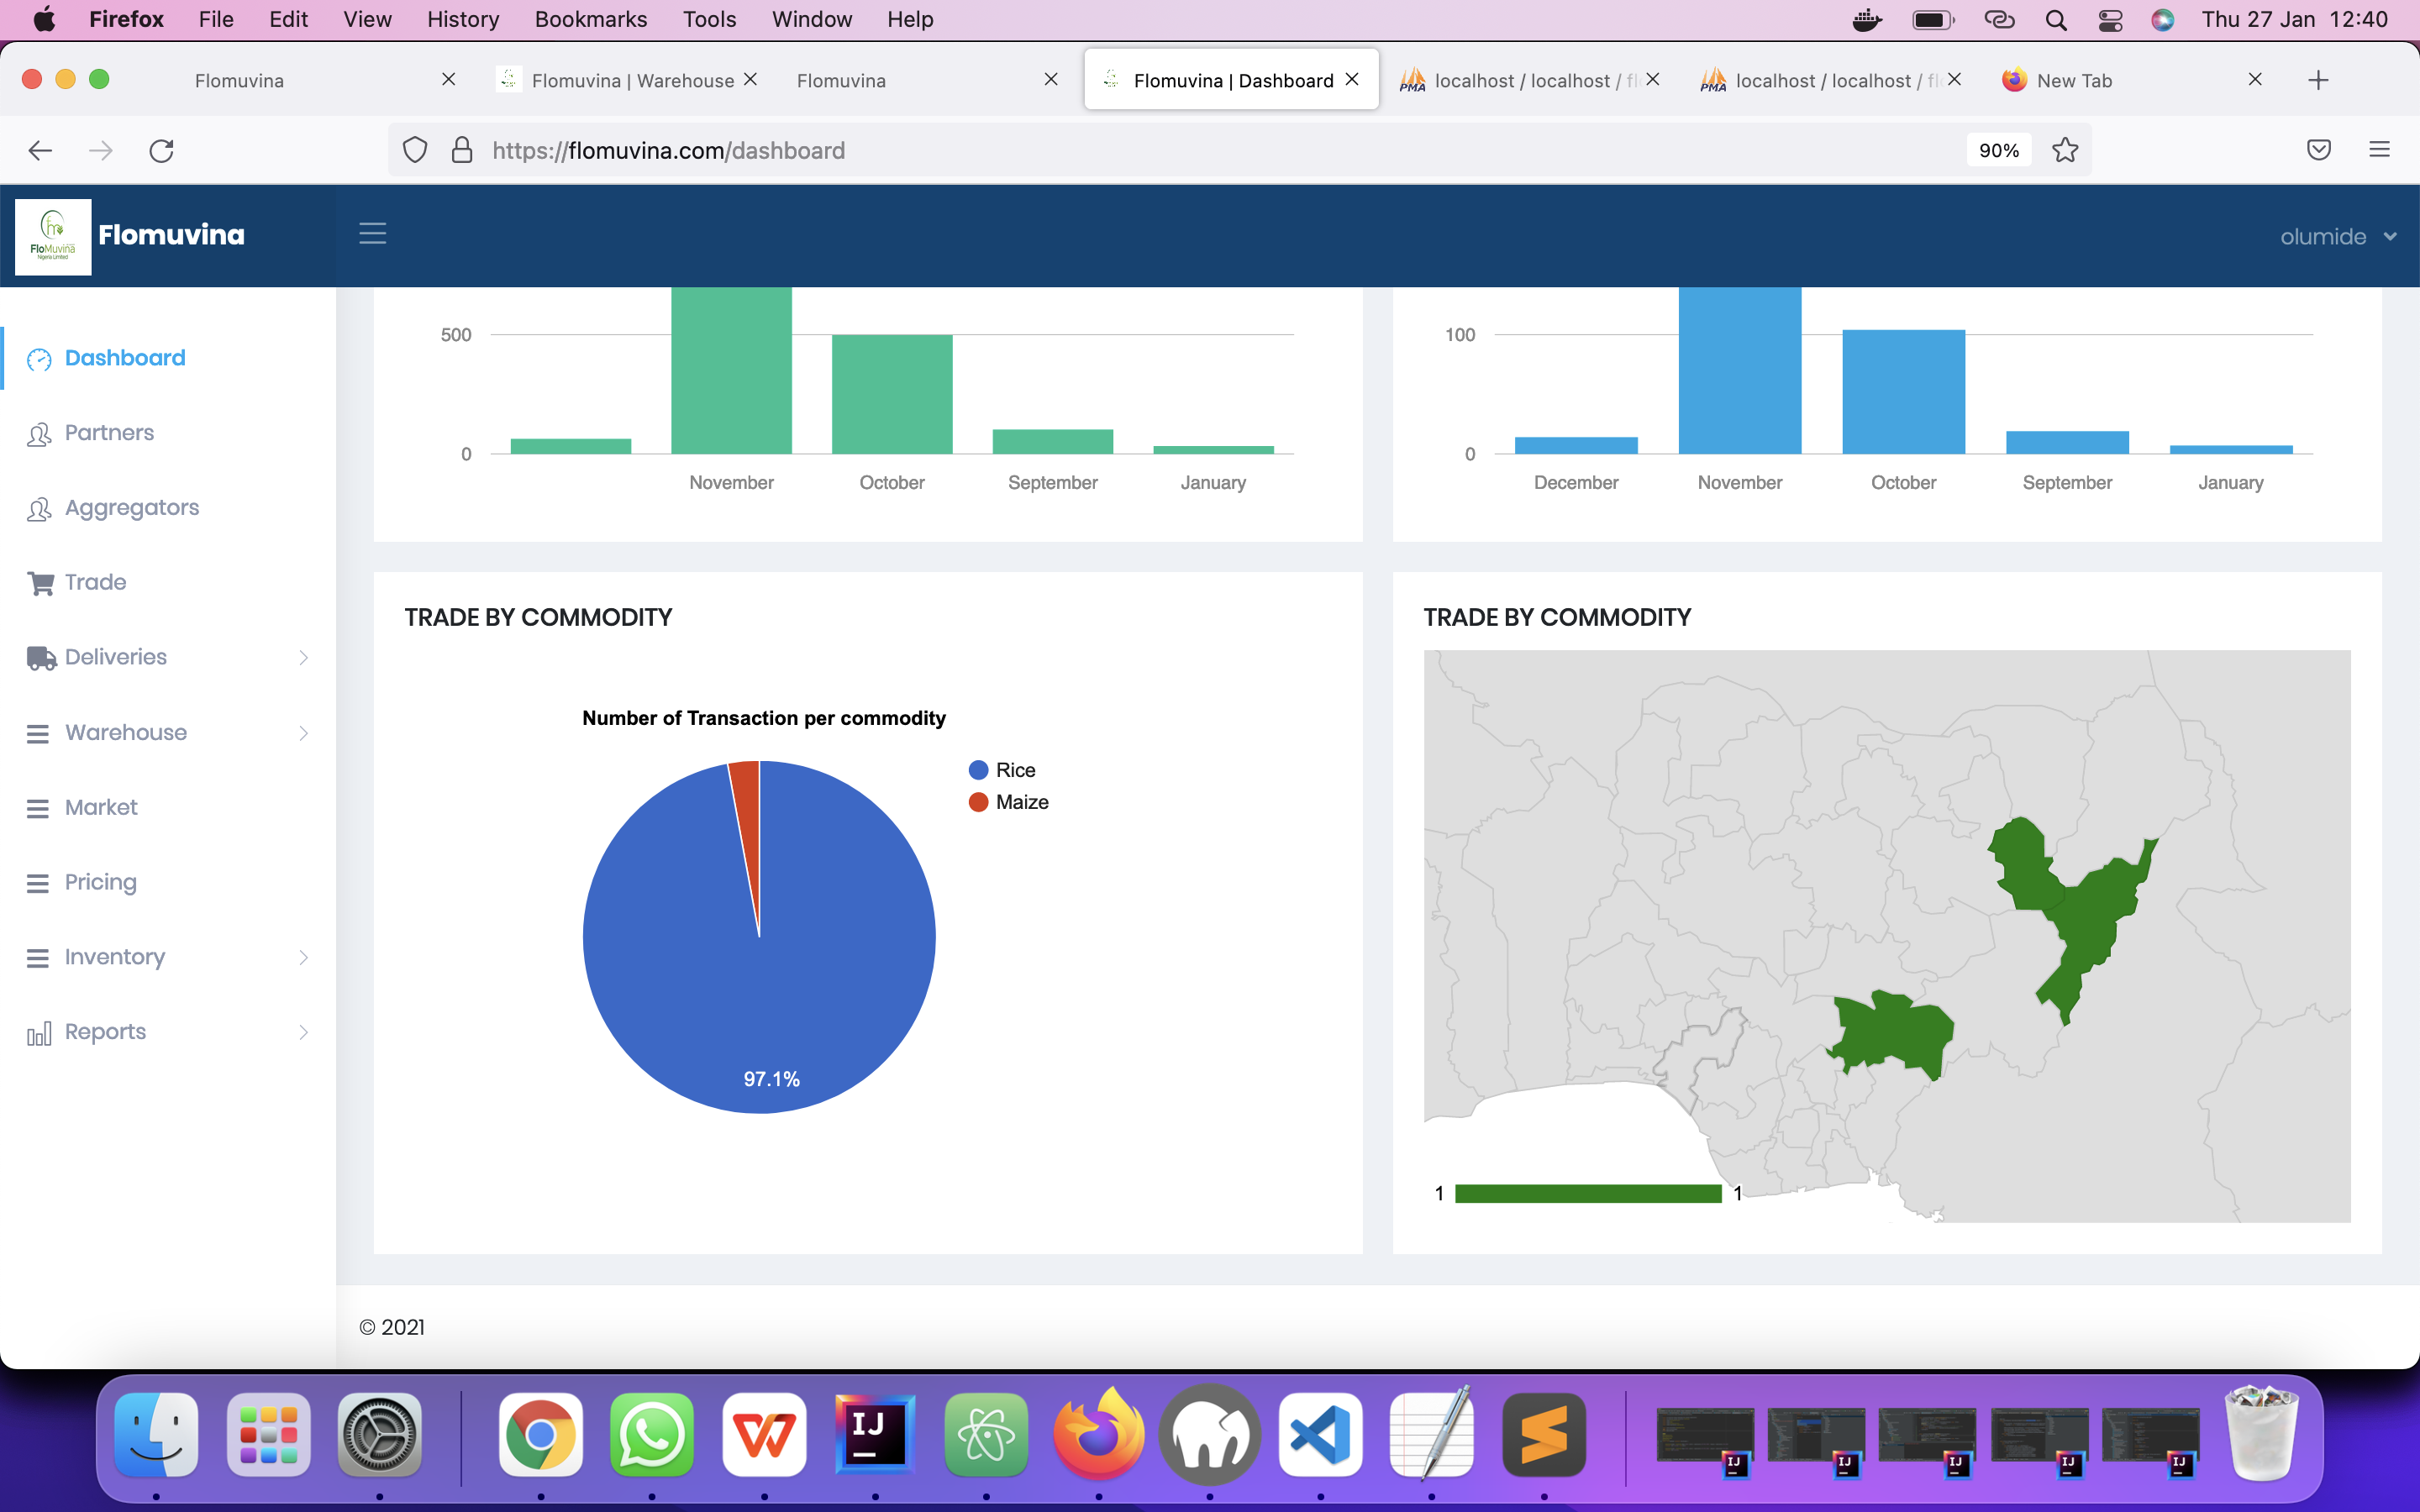 Firefox File Edit View History Bookmarks Tools Window Help Thu 27 Jan 12:40
Flomuvina Flomuvina | Warehouse Flomuvina Flomuvina | Dashboard localhost / localhost / fl localhost / localhost / fl New Tab
https://flomuvina.com/dashboard 90%
FloMuvina
Nigeria Limited
Flomuvina
olumide
Dashboard
Partners
Aggregators
Trade
Deliveries
Warehouse
Market
Pricing
Inventory
Reports
500
0
November October September January
100
0
December November October September January
TRADE BY COMMODITY
Number of Transaction per commodity
Rice
Maize
97.1%
TRADE BY COMMODITY
1 1
© 2021